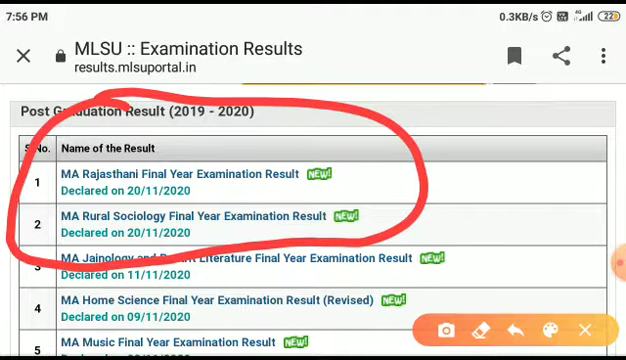 7:56 PM
0.3KB/s 4G 22
MLSU :: Examination Results
results.mlsuportal.in
Post Graduation Result (2019 - 2020)
S.No. Name of the Result
1 MA Rajasthani Final Year Examination Result NEW!
Declared on 20/11/2020
2 MA Rural Sociology Final Year Examination Result NEW!
Declared on 20/11/2020
3 MA Jainology and Literature Final Year Examination Result NEW!
Declared on 11/11/2020
4 MA Home Science Final Year Examination Result (Revised) NEW!
Declared on 09/11/2020
5 MA Music Final Year Examination Result NEW!